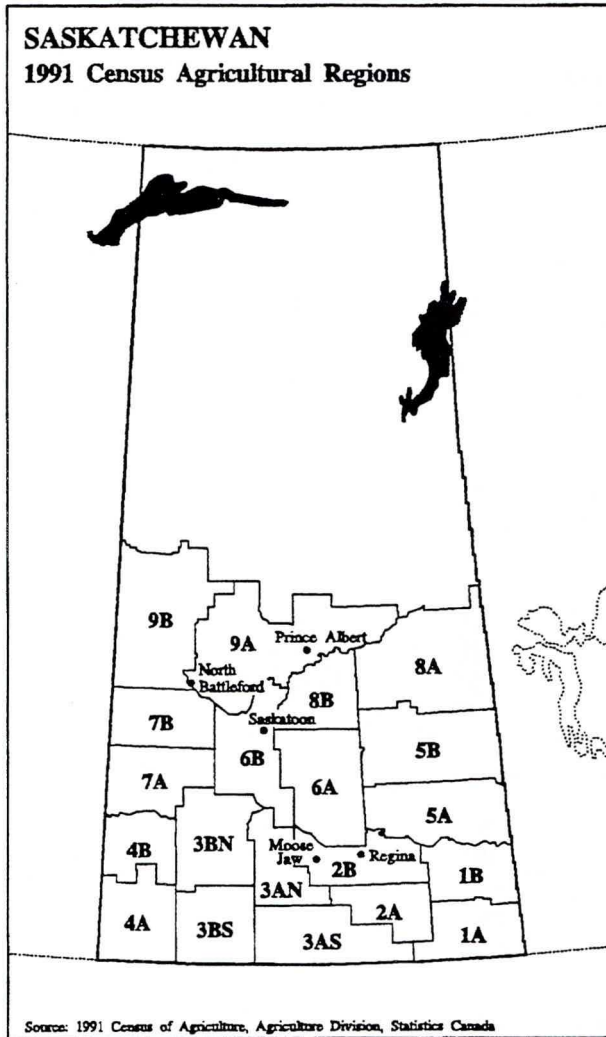 SASKATCHEWAN
1991 Census Agricultural Regions
9B
9A
Prince Albert
8A
North
Battleford
8B
7B
Saskatoon
5B
6B
7A
6A
5A
3BN
4B
Moose
Jaw
Regina
2B
1B
3AN
2A
4A
3BS
3AS
1A
Source: 1991 Census of Agriculture, Agriculture Division, Statistics Canada